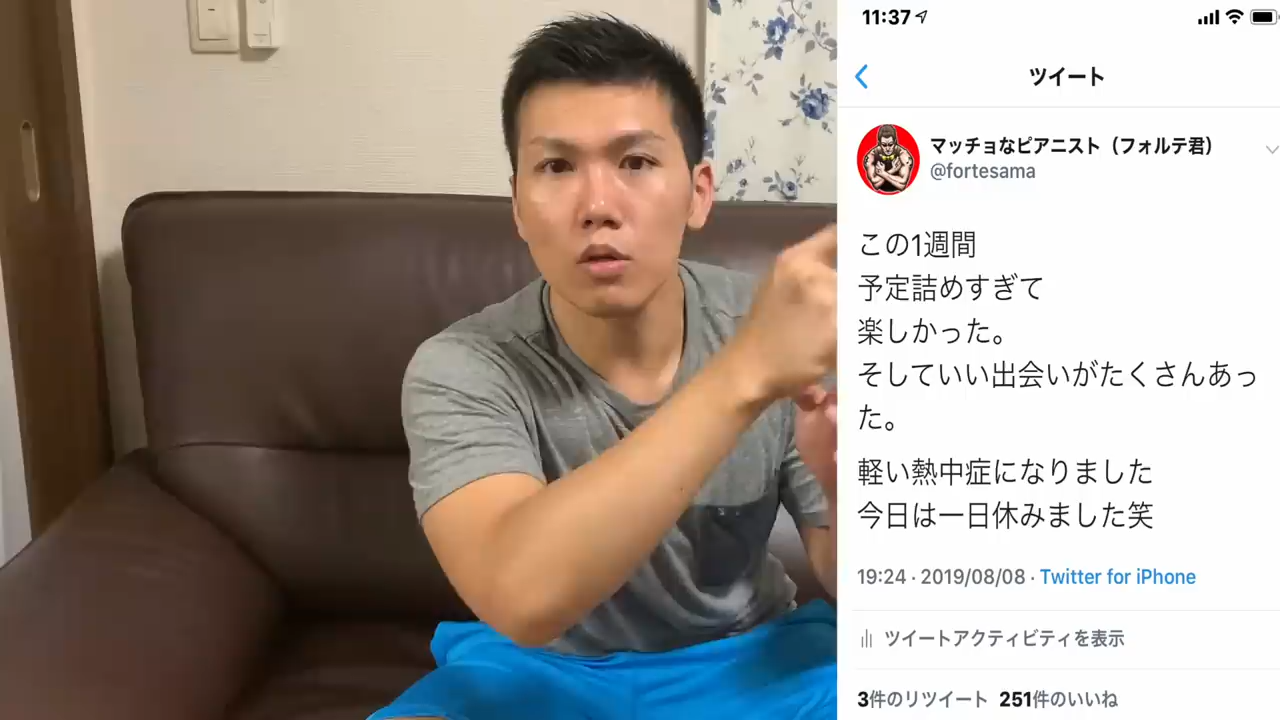 11:37
ツイート
マッチョなピアニスト（フォルテ君）
@fortesama
この1週間
予定詰めすぎて
楽しかった。
そしていい出会いがたくさんあっ
た。
軽い熱中症になりました
今日は一日休みました笑
19:24 · 2019/08/08 · Twitter for iPhone
ツイートアクティビティを表示
3件のリツイート 251件のいいね